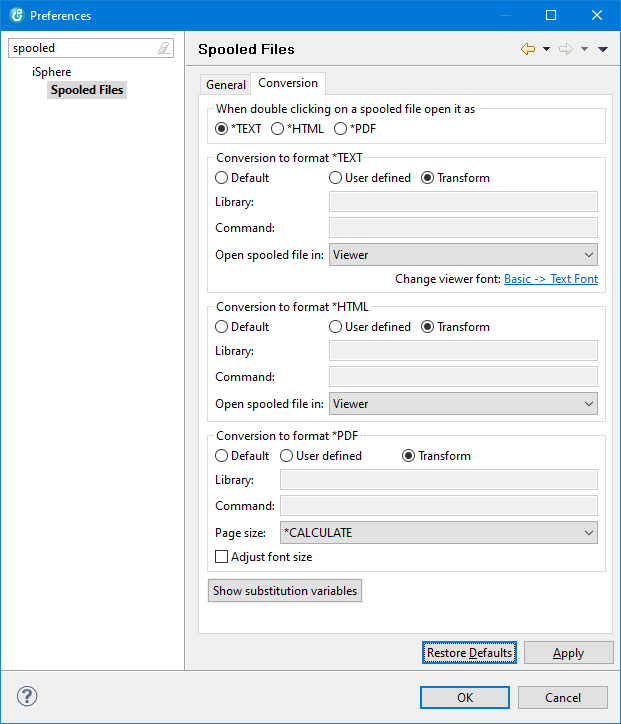 Preferences
spooled
iSphere
Spooled Files
Spooled Files
General Conversion
When double clicking on a spooled file open it as
*TEXT *HTML *PDF
Conversion to format *TEXT
Default User defined Transform
Library:
Command:
Open spooled file in: Viewer
Change viewer font: Basic -> Text Font
Conversion to format *HTML
Default User defined Transform
Library:
Command:
Open spooled file in: Viewer
Conversion to format *PDF
Default User defined Transform
Library:
Command:
Page size: *CALCULATE
Adjust font size
Show substitution variables
Restore Defaults Apply
? OK Cancel